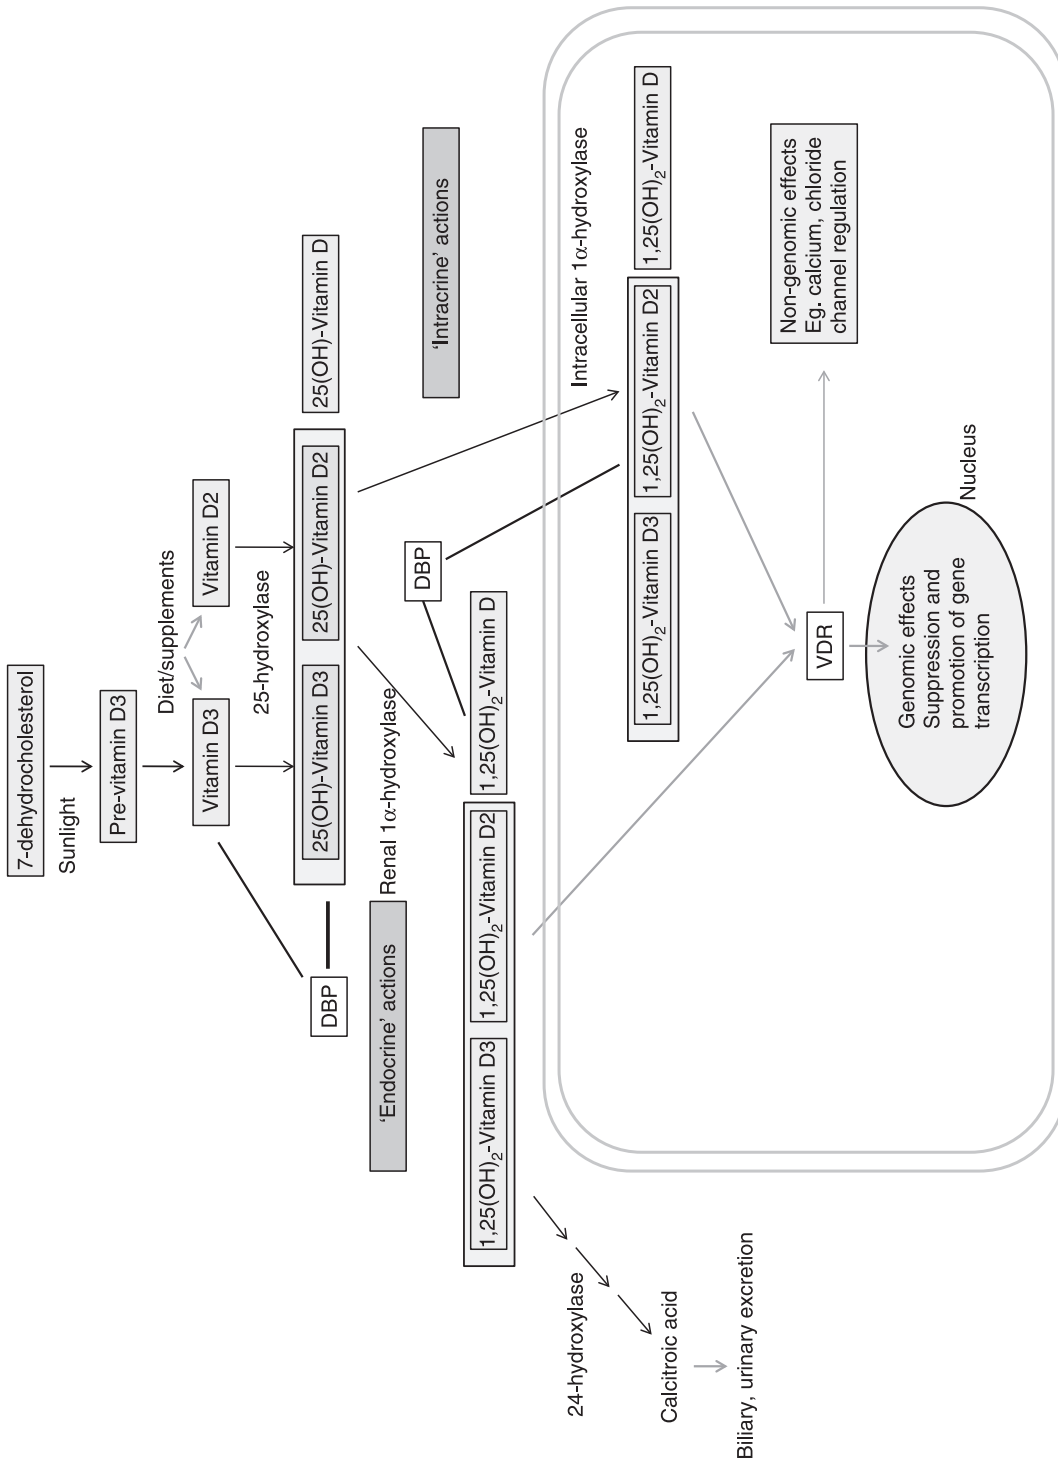 7-dehydrocholesterol
Sunlight
Pre-vitamin D3
Diet/supplements
Vitamin D3
Vitamin D2
25-hydroxylase
25(OH)-Vitamin D3
25(OH)-Vitamin D2
25(OH)-Vitamin D
DBP
'Endocrine' actions
Renal 1α-hydroxylase
DBP
'Intracrine' actions
1,25(OH)₂-Vitamin D3
1,25(OH)₂-Vitamin D2
1,25(OH)₂-Vitamin D
24-hydroxylase
Calcitroic acid
Biliary, urinary excretion
Intracellular 1α-hydroxylase
1,25(OH)₂-Vitamin D3
1,25(OH)₂-Vitamin D2
1,25(OH)₂-Vitamin D
VDR
Non-genomic effects
Eg. calcium, chloride
channel regulation
Genomic effects
Suppression and
promotion of gene
transcription
Nucleus